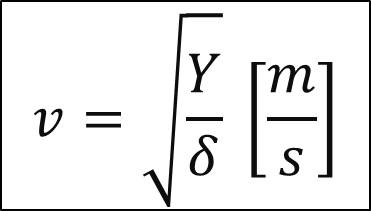 v = √(Y/δ) [m/s]